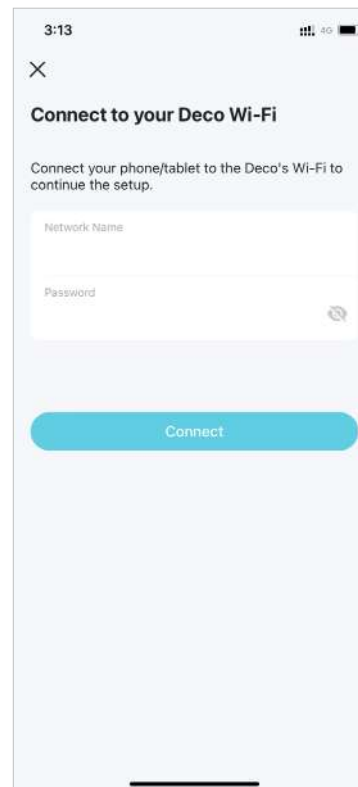 3:13
4G
Connect to your Deco Wi-Fi
Connect your phone/tablet to the Deco's Wi-Fi to
continue the setup.
Network Name
Password
Connect